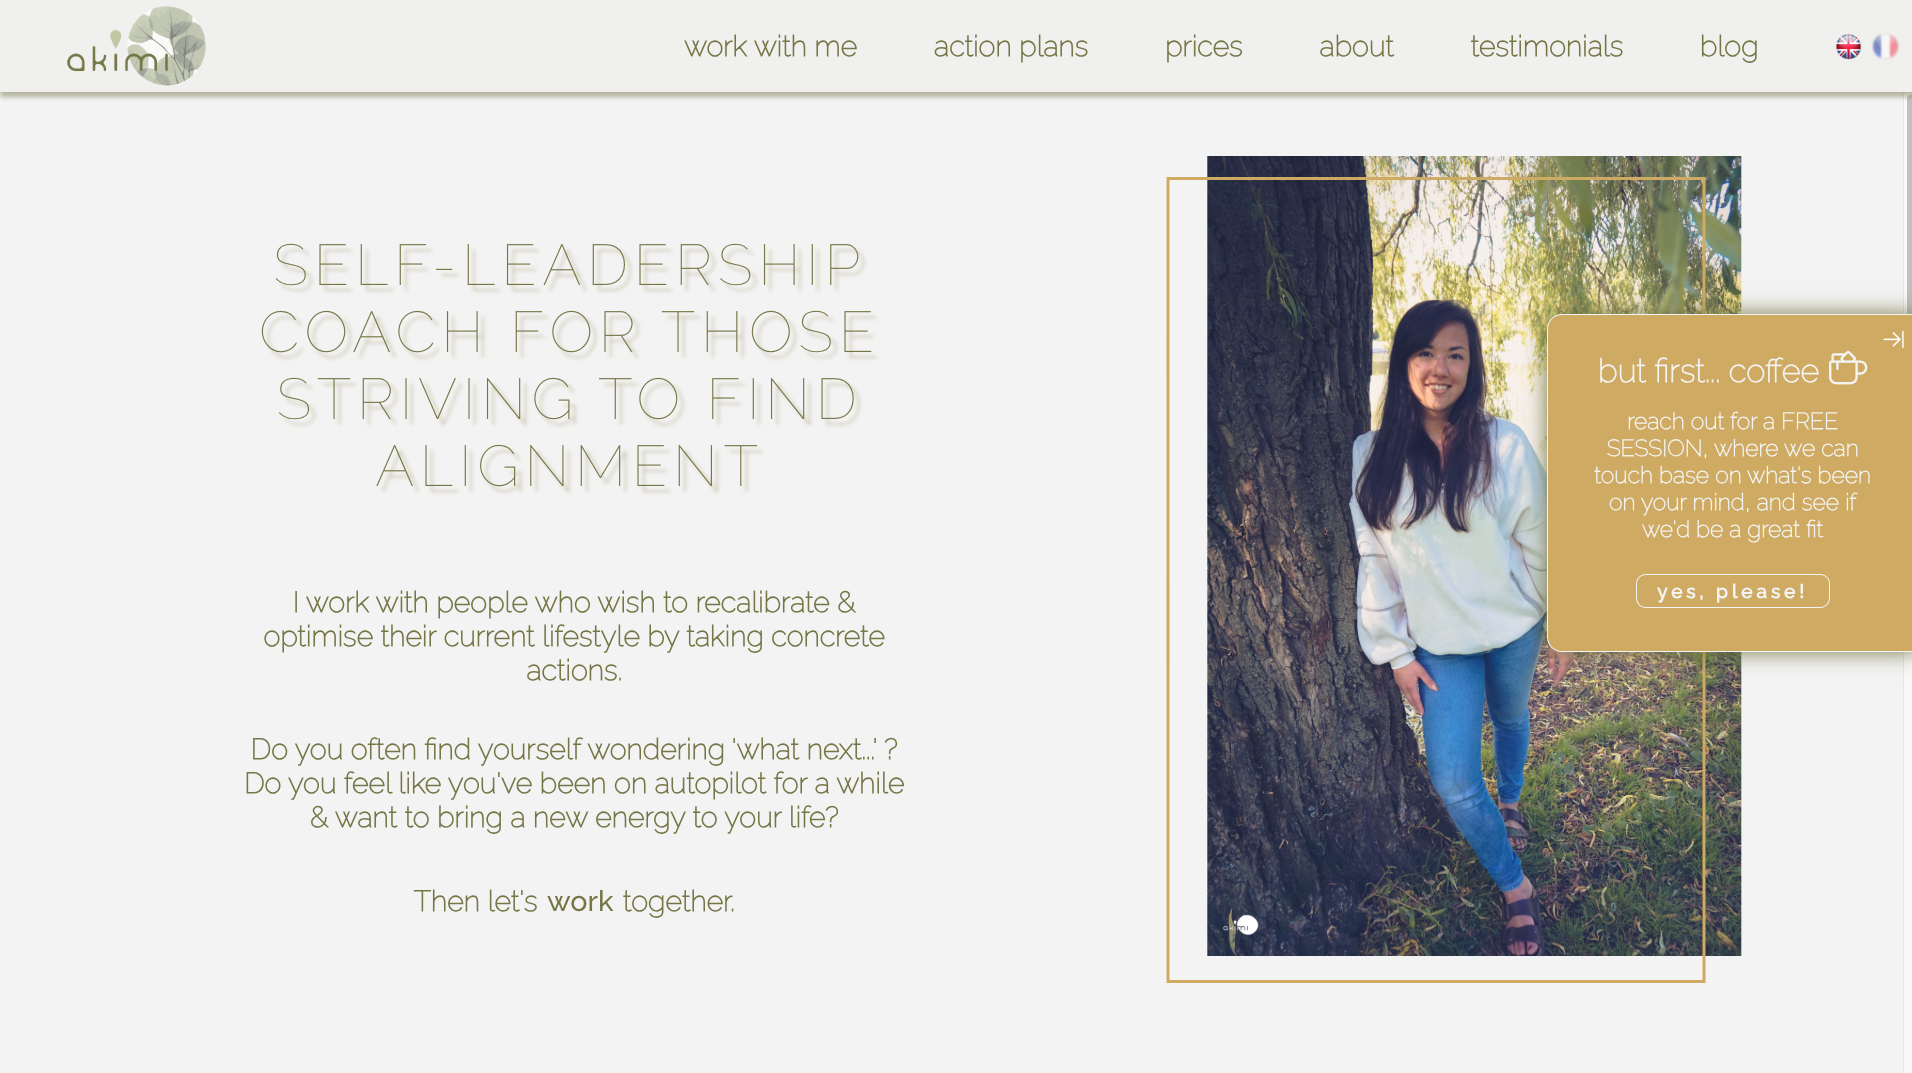 akimi
work with me
action plans
prices
about
testimonials
blog
SELF-LEADERSHIP
COACH FOR THOSE
STRIVING TO FIND
ALIGNMENT
I work with people who wish to recalibrate &
optimise their current lifestyle by taking concrete
actions.
Do you often find yourself wondering 'what next...' ?
Do you feel like you've been on autopilot for a while
& want to bring a new energy to your life?
Then let's work together.
but first... coffee
reach out for a FREE
SESSION, where we can
touch base on what's been
on your mind, and see if
we'd be a great fit
yes, please!
akimi